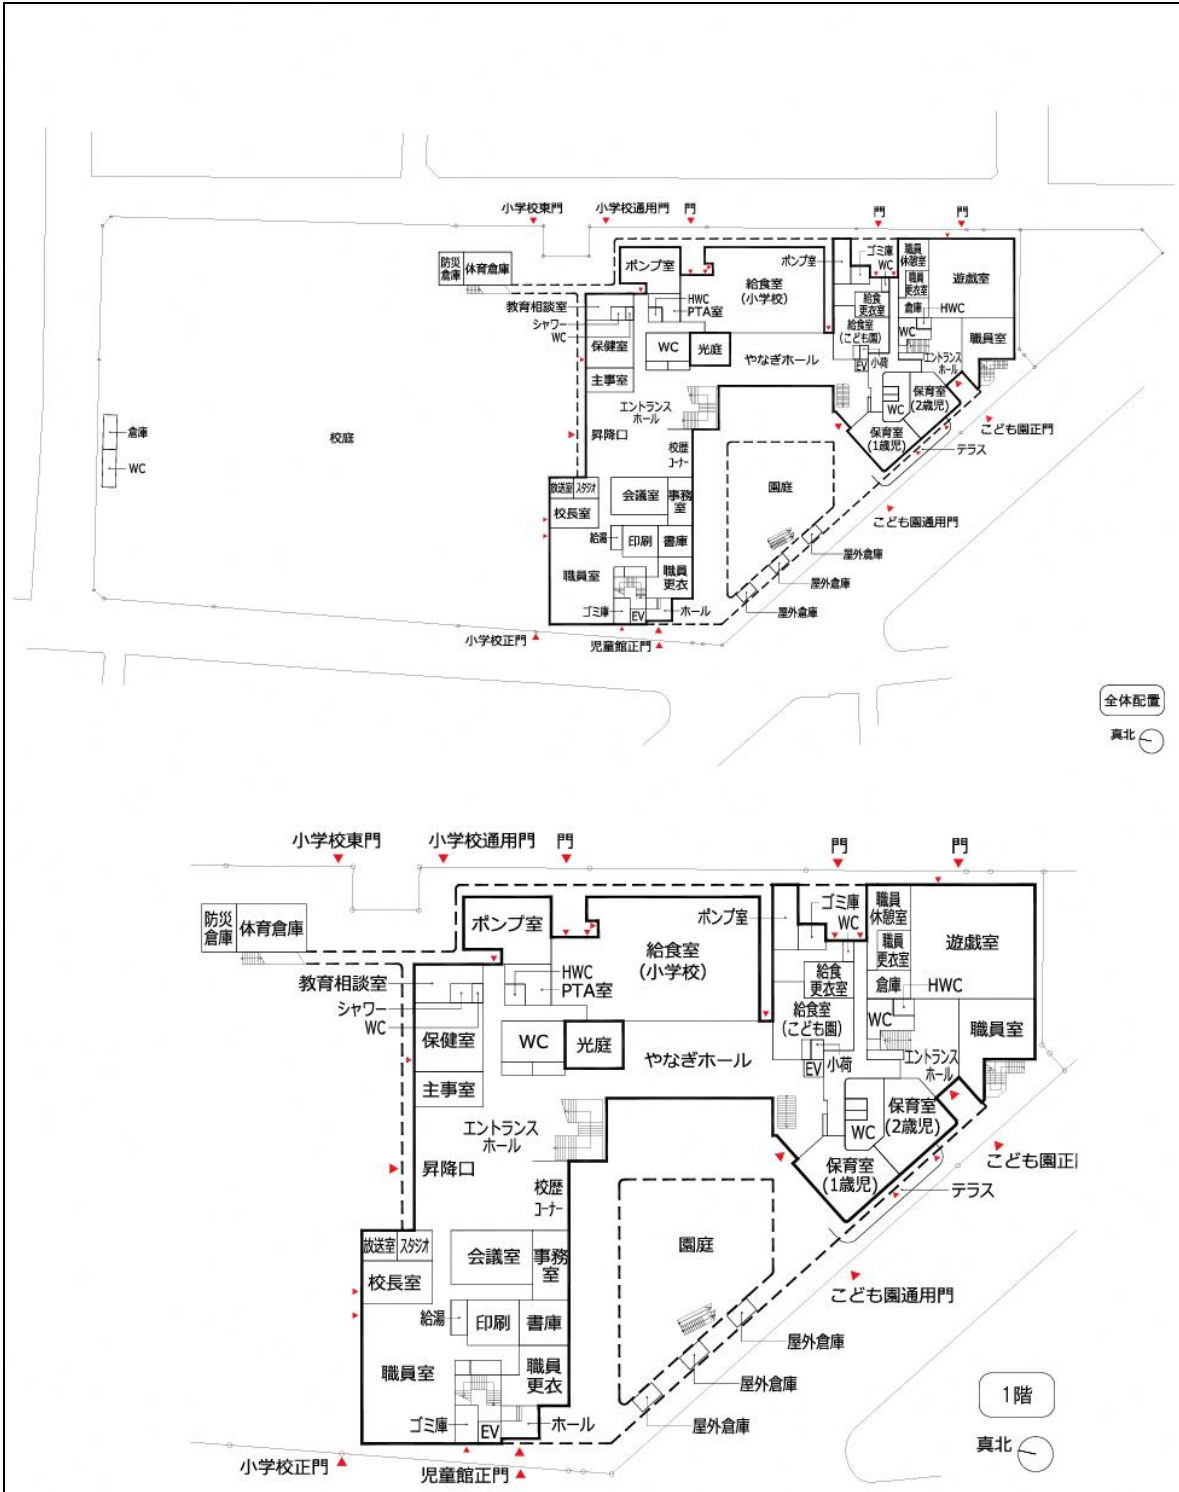 小学校東門
小学校通用門
門
門
門
防災
倉庫
体育倉庫
ポンプ室
給食室
(小学校)
ポンプ室
ゴミ庫
WC
職員
休憩室
遊戯室
職員
更衣室
教育相談室
シャワー
WC
HWC
PTA室
給食
更衣室
倉庫
HWC
保健室
WC
光庭
やなぎホール
給食室
(こども園)
WC
職員室
主事室
EV
小荷
エントランス
ホール
保育室
(2歳児)
WC
エントランス
ホール
倉庫
WC
校庭
昇降口
校歴
コーナー
保育室
(1歳児)
こども園正門
テラス
放送室
スタジオ
会議室
事務
室
園庭
校長室
こども園通用門
給湯
印刷
書庫
屋外倉庫
職員室
職員
更衣
屋外倉庫
ゴミ庫
EV
ホール
屋外倉庫
小学校正門
児童館正門
全体配置
真北
小学校東門
小学校通用門
門
門
門
防災
倉庫
体育倉庫
ポンプ室
給食室
(小学校)
ポンプ室
ゴミ庫
WC
職員
休憩室
遊戯室
職員
更衣室
教育相談室
シャワー
WC
HWC
PTA室
給食
更衣室
倉庫
HWC
保健室
WC
光庭
やなぎホール
給食室
(こども園)
WC
職員室
主事室
EV
小荷
エントランス
ホール
エントランス
ホール
保育室
(2歳児)
WC
昇降口
校歴
コーナー
保育室
(1歳児)
こども園正
テラス
放送室
スタジオ
会議室
事務
室
園庭
校長室
こども園通用門
給湯
印刷
書庫
屋外倉庫
職員室
職員
更衣
屋外倉庫
ゴミ庫
EV
ホール
屋外倉庫
小学校正門
児童館正門
1階
真北